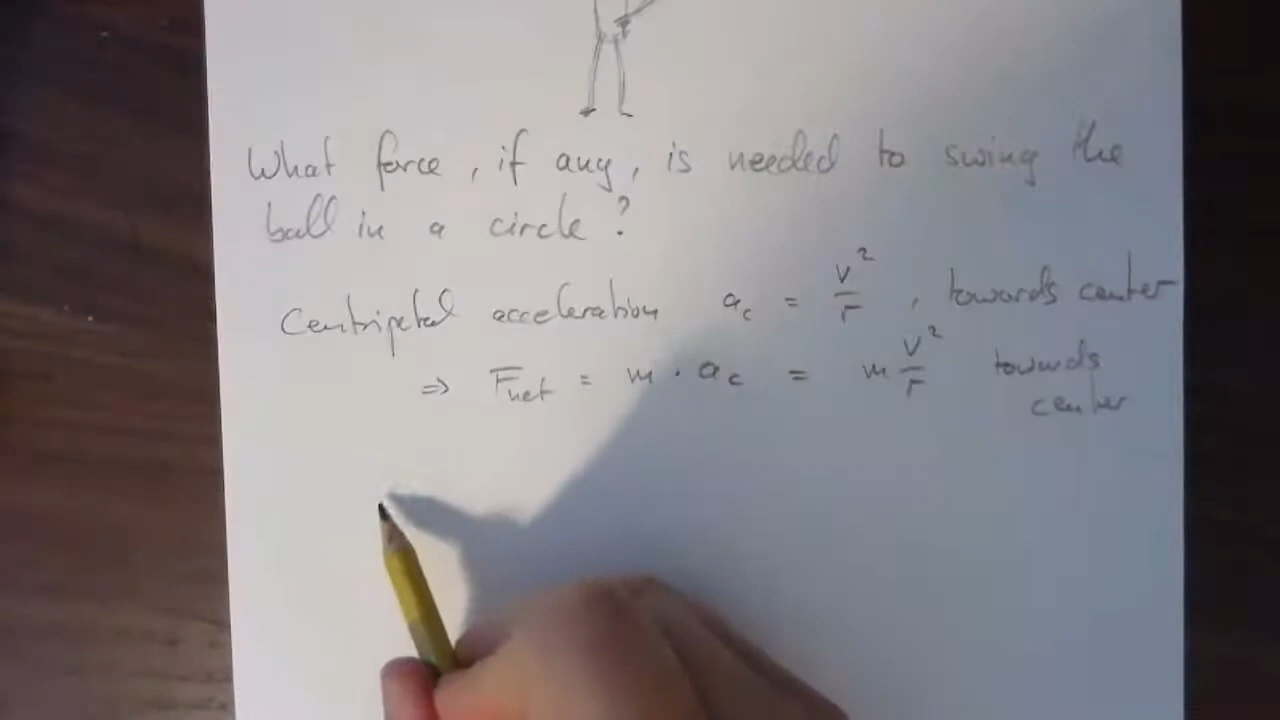 What force, if any, is needed to swing the
ball in a circle?
Centripetal acceleration a_c = v²/r , towards center
⇒ F_net = m · a_c = m v²/r towards
center